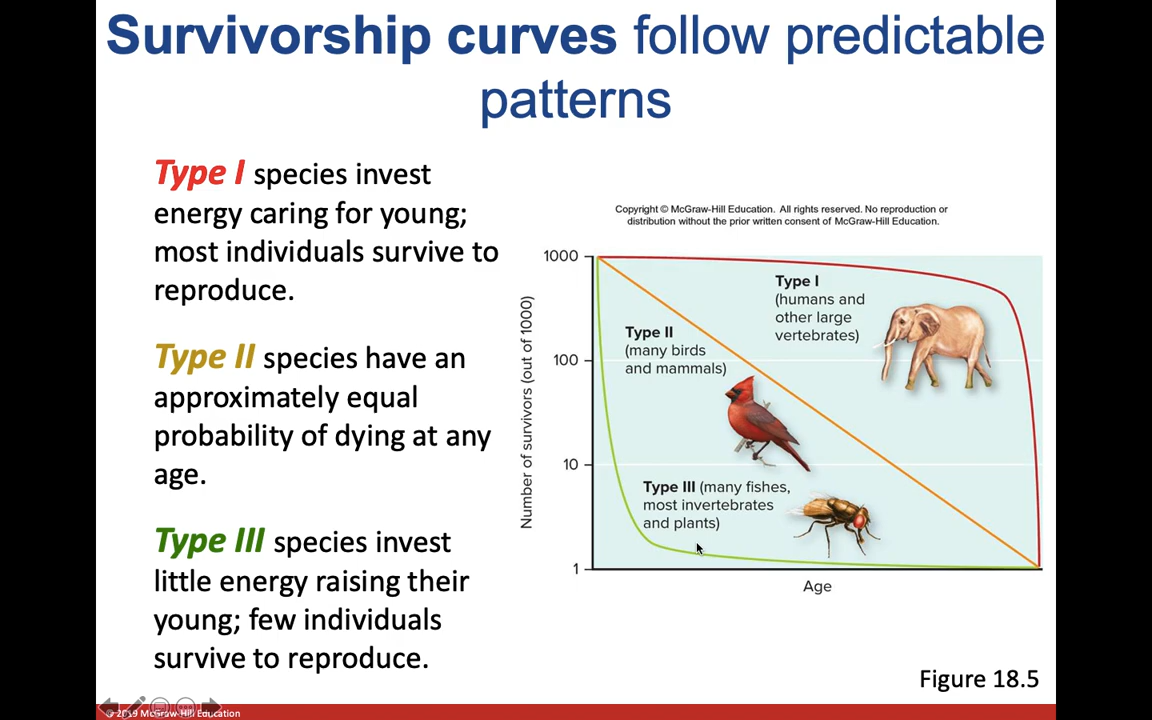 Survivorship curves follow predictable
patterns
Type I species invest
energy caring for young;
most individuals survive to
reproduce.
Type II species have an
approximately equal
probability of dying at any
age.
Type III species invest
little energy raising their
young; few individuals
survive to reproduce.
Copyright © McGraw-Hill Education. All rights reserved. No reproduction or
distribution without the prior written consent of McGraw-Hill Education.
Number of survivors (out of 1000)
1000
100
10
1
Type I
(humans and
other large
vertebrates)
Type II
(many birds
and mammals)
Type III (many fishes,
most invertebrates
and plants)
Age
Figure 18.5
© 2019 McGraw-Hill Education